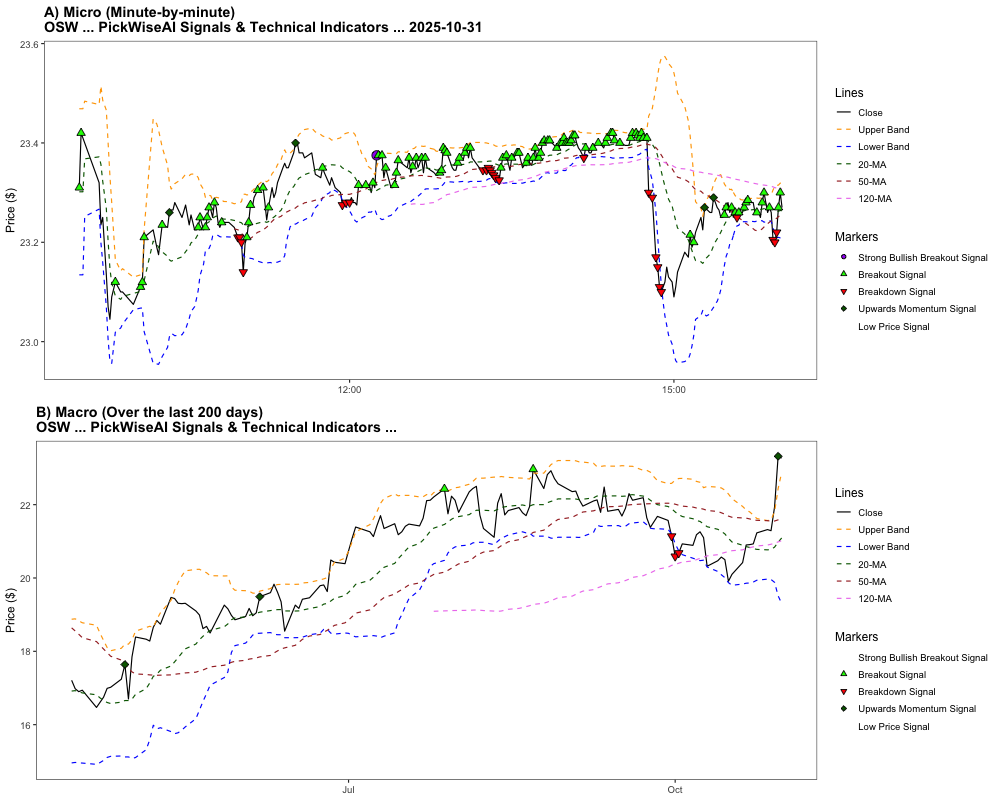 A) Micro (Minute-by-minute)
OSW ... PickWiseAI Signals & Technical Indicators ... 2025-10-31
23.6
23.4
23.2
23.0
Price ($)
12:00
15:00
Lines
Close
Upper Band
Lower Band
20-MA
50-MA
120-MA
Markers
Strong Bullish Breakout Signal
Breakout Signal
Breakdown Signal
Upwards Momentum Signal
Low Price Signal
B) Macro (Over the last 200 days)
OSW ... PickWiseAI Signals & Technical Indicators ...
22
20
18
16
Price ($)
Jul
Oct
Lines
Close
Upper Band
Lower Band
20-MA
50-MA
120-MA
Markers
Strong Bullish Breakout Signal
Breakout Signal
Breakdown Signal
Upwards Momentum Signal
Low Price Signal